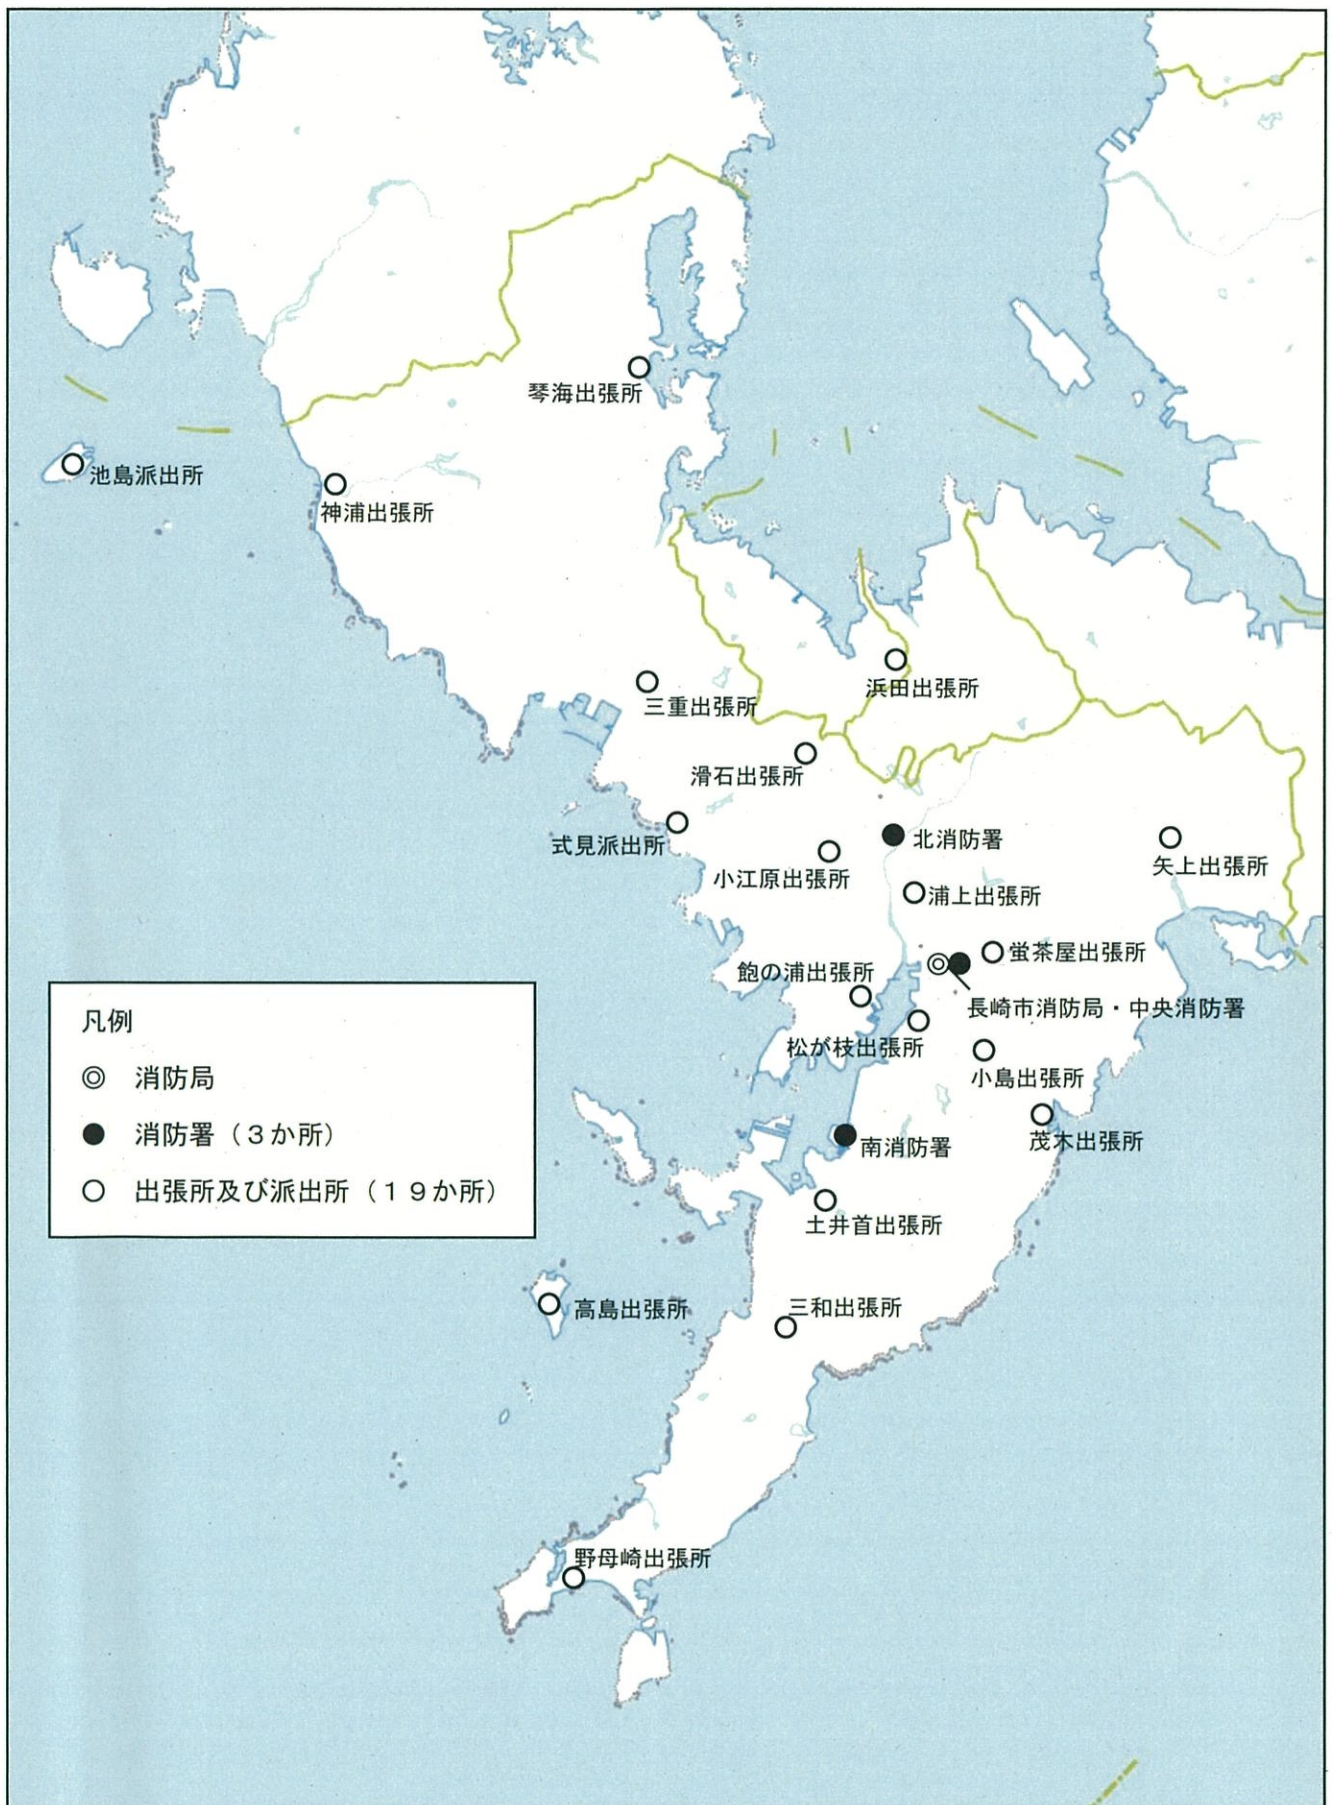 琴海出張所
池島派出所
神浦出張所
浜田出張所
三重出張所
滑石出張所
式見派出所
北消防署
小江原出張所
矢上出張所
浦上出張所
蛍茶屋出張所
飽の浦出張所
長崎市消防局・中央消防署
松が枝出張所
小島出張所
茂木出張所
南消防署
土井首出張所
高島出張所
三和出張所
野母崎出張所
凡例
◎ 消防局
● 消防署（３か所）
○ 出張所及び派出所（１９か所）